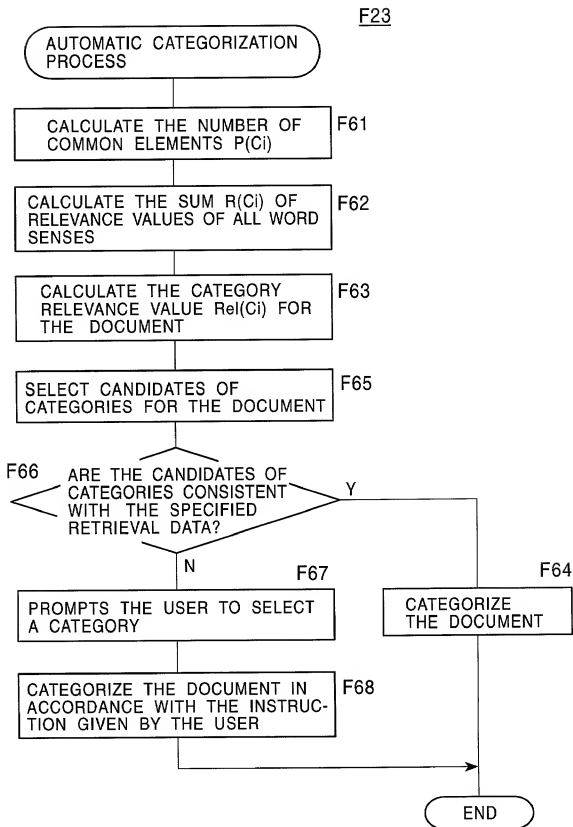 F23
AUTOMATIC CATEGORIZATION
PROCESS
CALCULATE THE NUMBER OF
COMMON ELEMENTS P(Ci)
F61
CALCULATE THE SUM R(Ci) OF
RELEVANCE VALUES OF ALL WORD
SENSES
F62
CALCULATE THE CATEGORY
RELEVANCE VALUE Rel(Ci) FOR
THE DOCUMENT
F63
SELECT CANDIDATES OF
CATEGORIES FOR THE DOCUMENT
F65
F66
ARE THE CANDIDATES OF
CATEGORIES CONSISTENT
WITH THE SPECIFIED
RETRIEVAL DATA?
Y
N
F67
PROMPTS THE USER TO SELECT
A CATEGORY
F64
CATEGORIZE
THE DOCUMENT
CATEGORIZE THE DOCUMENT IN
ACCORDANCE WITH THE INSTRUC-
TION GIVEN BY THE USER
F68
END